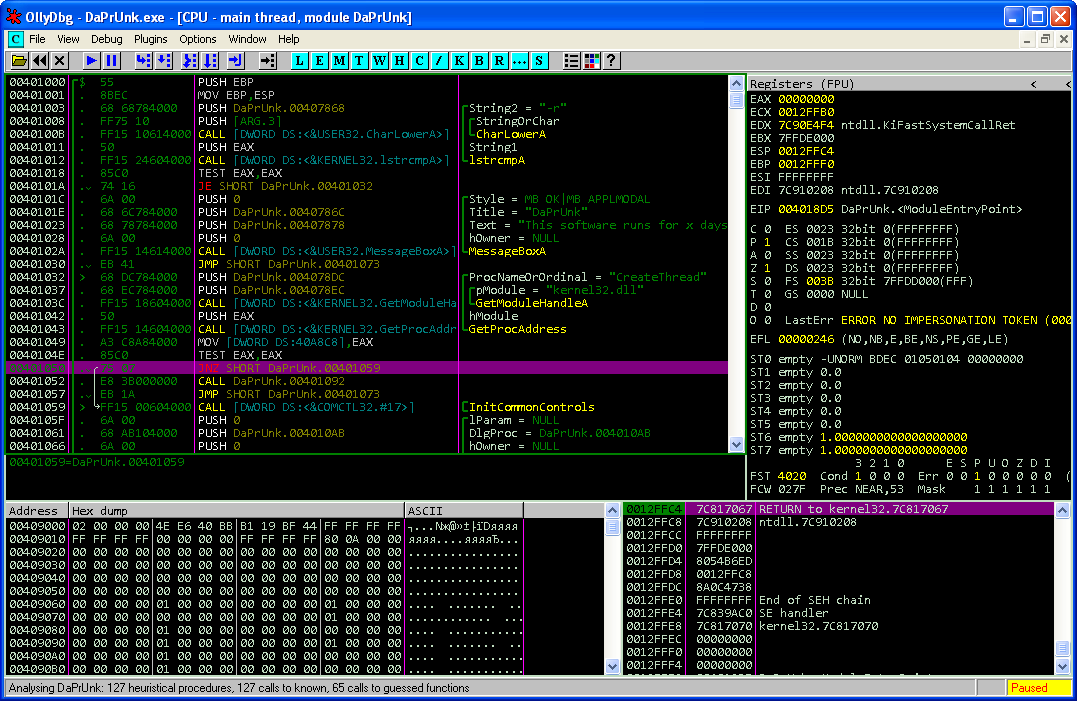 OllyDbg - DaPrUnk.exe - [CPU - main thread, module DaPrUnk]
C File View Debug Plugins Options Window Help
L E M T W H C / K B R ... S ?
00401000 $ 55 PUSH EBP
00401001 . 8BEC MOV EBP,ESP
00401003 . 68 68784000 PUSH DaPrUnk.00407868 String2 = "-r"
00401008 . FF75 10 PUSH [ARG.3] StringOrChar
0040100B . FF15 10614000 CALL [DWORD DS:<&USER32.CharLowerA>] CharLowerA
00401011 . 50 PUSH EAX String1
00401012 . FF15 24604000 CALL [DWORD DS:<&KERNEL32.lstrcmpA>] lstrcmpA
00401018 . 85C0 TEST EAX,EAX
0040101A . 74 16 JE SHORT DaPrUnk.00401032
0040101C . 6A 00 PUSH 0 Style = MB_OK|MB_APPLMODAL
0040101E . 68 6C784000 PUSH DaPrUnk.0040786C Title = "DaPrUnk"
00401023 . 68 78784000 PUSH DaPrUnk.00407878 Text = "This software runs for x days
00401028 . 6A 00 PUSH 0 hOwner = NULL
0040102A . FF15 14614000 CALL [DWORD DS:<&USER32.MessageBoxA>] MessageBoxA
00401030 . EB 41 JMP SHORT DaPrUnk.00401073
00401032 > 68 DC784000 PUSH DaPrUnk.004078DC ProcNameOrOrdinal = "CreateThread"
00401037 . 68 EC784000 PUSH DaPrUnk.004078EC pModule = "kernel32.dll"
0040103C . FF15 18604000 CALL [DWORD DS:<&KERNEL32.GetModuleHa GetModuleHandleA
00401042 . 50 PUSH EAX hModule
00401043 . FF15 14604000 CALL [DWORD DS:<&KERNEL32.GetProcAddr GetProcAddress
00401049 . A3 C8A84000 MOV [DWORD DS:40A8C8],EAX
0040104E . 85C0 TEST EAX,EAX
00401050 . 75 07 JNZ SHORT DaPrUnk.00401059
00401052 . E8 3B000000 CALL DaPrUnk.00401092
00401057 . EB 1A JMP SHORT DaPrUnk.00401073
00401059 > FF15 00604000 CALL [DWORD DS:<&COMCTL32.#17>] InitCommonControls
0040105F . 6A 00 PUSH 0 lParam = NULL
00401061 . 68 AB104000 PUSH DaPrUnk.004010AB DlgProc = DaPrUnk.004010AB
00401066 . 6A 00 PUSH 0 hOwner = NULL
00401059=DaPrUnk.00401059
Registers (FPU) < <
EAX 00000000
ECX 0012FFB0
EDX 7C90E4F4 ntdll.KiFastSystemCallRet
EBX 7FFDE000
ESP 0012FFC4
EBP 0012FFF0
ESI FFFFFFFF
EDI 7C910208 ntdll.7C910208
EIP 004018D5 DaPrUnk.<ModuleEntryPoint>
C 0 ES 0023 32bit 0(FFFFFFFF)
P 1 CS 001B 32bit 0(FFFFFFFF)
A 0 SS 0023 32bit 0(FFFFFFFF)
Z 1 DS 0023 32bit 0(FFFFFFFF)
S 0 FS 003B 32bit 7FFDD000(FFF)
T 0 GS 0000 NULL
D 0
O 0 LastErr ERROR_NO_IMPERSONATION_TOKEN (000
EFL 00000246 (NO,NB,E,BE,NS,PE,GE,LE)
ST0 empty -UNORM BDEC 01050104 00000000
ST1 empty 0.0
ST2 empty 0.0
ST3 empty 0.0
ST4 empty 0.0
ST5 empty 0.0
ST6 empty 1.0000000000000000000
ST7 empty 1.0000000000000000000
3 2 1 0 E S P U O Z D I
FST 4020 Cond 1 0 0 0 Err 0 0 1 0 0 0 0 0 (
FCW 027F Prec NEAR,53 Mask 1 1 1 1 1 1
Address Hex dump ASCII
00409000 02 00 00 00 4E E6 40 BB B1 19 BF 44 FF FF FF FF
00409010 FF FF FF FF FF FF FF FF FF FF FF FF 80 0A 00 00
00409020 00 00 00 00 00 00 00 00 00 00 00 00 00 00 00 00 ................
00409030 00 00 00 00 00 00 00 00 00 00 00 00 00 00 00 00 ................
00409040 00 00 00 00 00 00 00 00 00 00 00 00 00 00 00 00 ................
00409050 00 00 00 00 00 00 00 00 00 00 00 00 00 00 00 00 ................
00409060 00 00 00 00 01 00 00 00 00 00 00 00 01 00 00 00
00409070 00 00 00 00 01 00 00 00 00 00 00 00 01 00 00 00
00409080 00 00 00 00 01 00 00 00 00 00 00 00 01 00 00 00
00409090 00 00 00 00 01 00 00 00 00 00 00 00 01 00 00 00
004090A0 00 00 00 00 01 00 00 00 00 00 00 00 01 00 00 00
004090B0 00 00 00 00 01 00 00 00 00 00 00 00 00 00 00 00
0012FFC4 7C817067 RETURN to kernel32.7C817067
0012FFC8 7C910208 ntdll.7C910208
0012FFCC FFFFFFFF
0012FFD0 7FFDE000
0012FFD4 8054B6ED
0012FFD8 0012FFC8
0012FFDC 8A0C4738
0012FFE0 FFFFFFFF End of SEH chain
0012FFE4 7C839AC0 SE handler
0012FFE8 7C817070 kernel32.7C817070
0012FFEC 00000000
0012FFF0 00000000
0012FFF4 00000000
Analysing DaPrUnk: 127 heuristical procedures, 127 calls to known, 65 calls to guessed functions
Paused